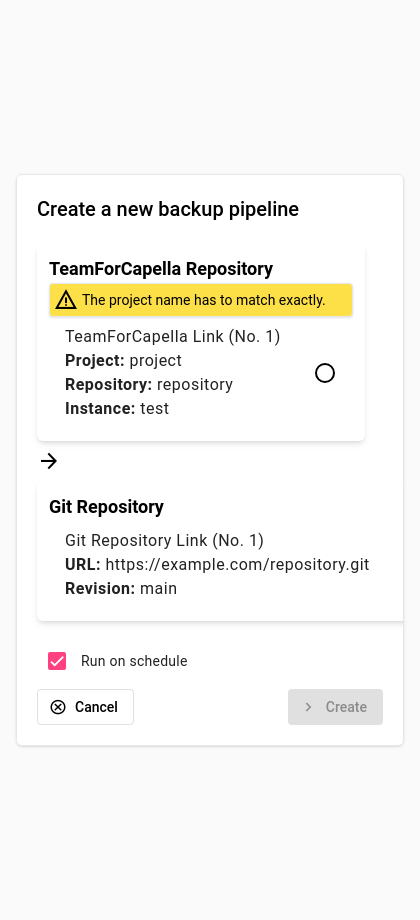 Create a new backup pipeline
TeamForCapella Repository
The project name has to match exactly.
TeamForCapella Link (No. 1)
Project: project
Repository: repository
Instance: test
Git Repository
Git Repository Link (No. 1)
URL: https://example.com/repository.git
Revision: main
Run on schedule
Cancel
Create